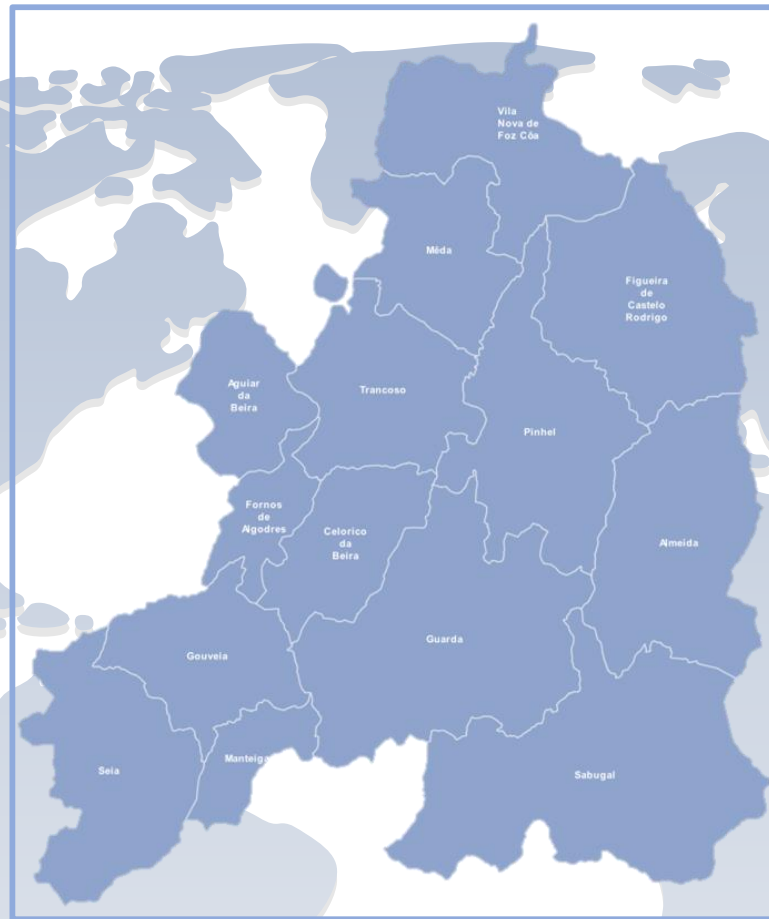 Vila
Nova de
Foz Côa
Mêda
Figueira
de
Castelo
Rodrigo
Aguiar
da
Beira
Trancoso
Pinhel
Fornos
de
Algodres
Celorico
da
Beira
Almeida
Guarda
Gouveia
Manteiga
Seia
Sabugal